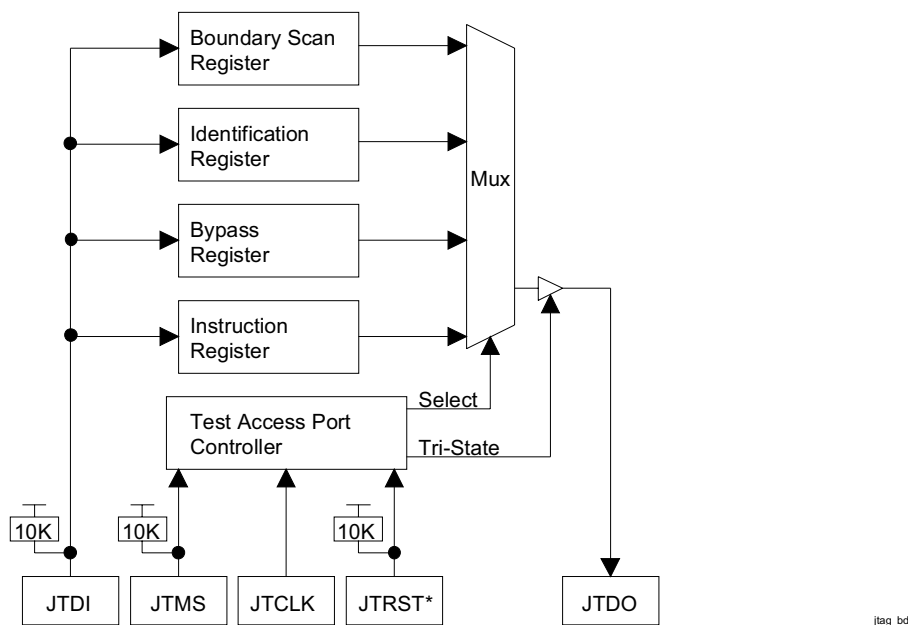 Boundary Scan
Register
Identification
Register
Mux
Bypass
Register
Instruction
Register
Select
Test Access Port
Controller
Tri-State
10K
10K
10K
JTDI
JTMS
JTCLK
JTRST*
JTDO
jtag_bd